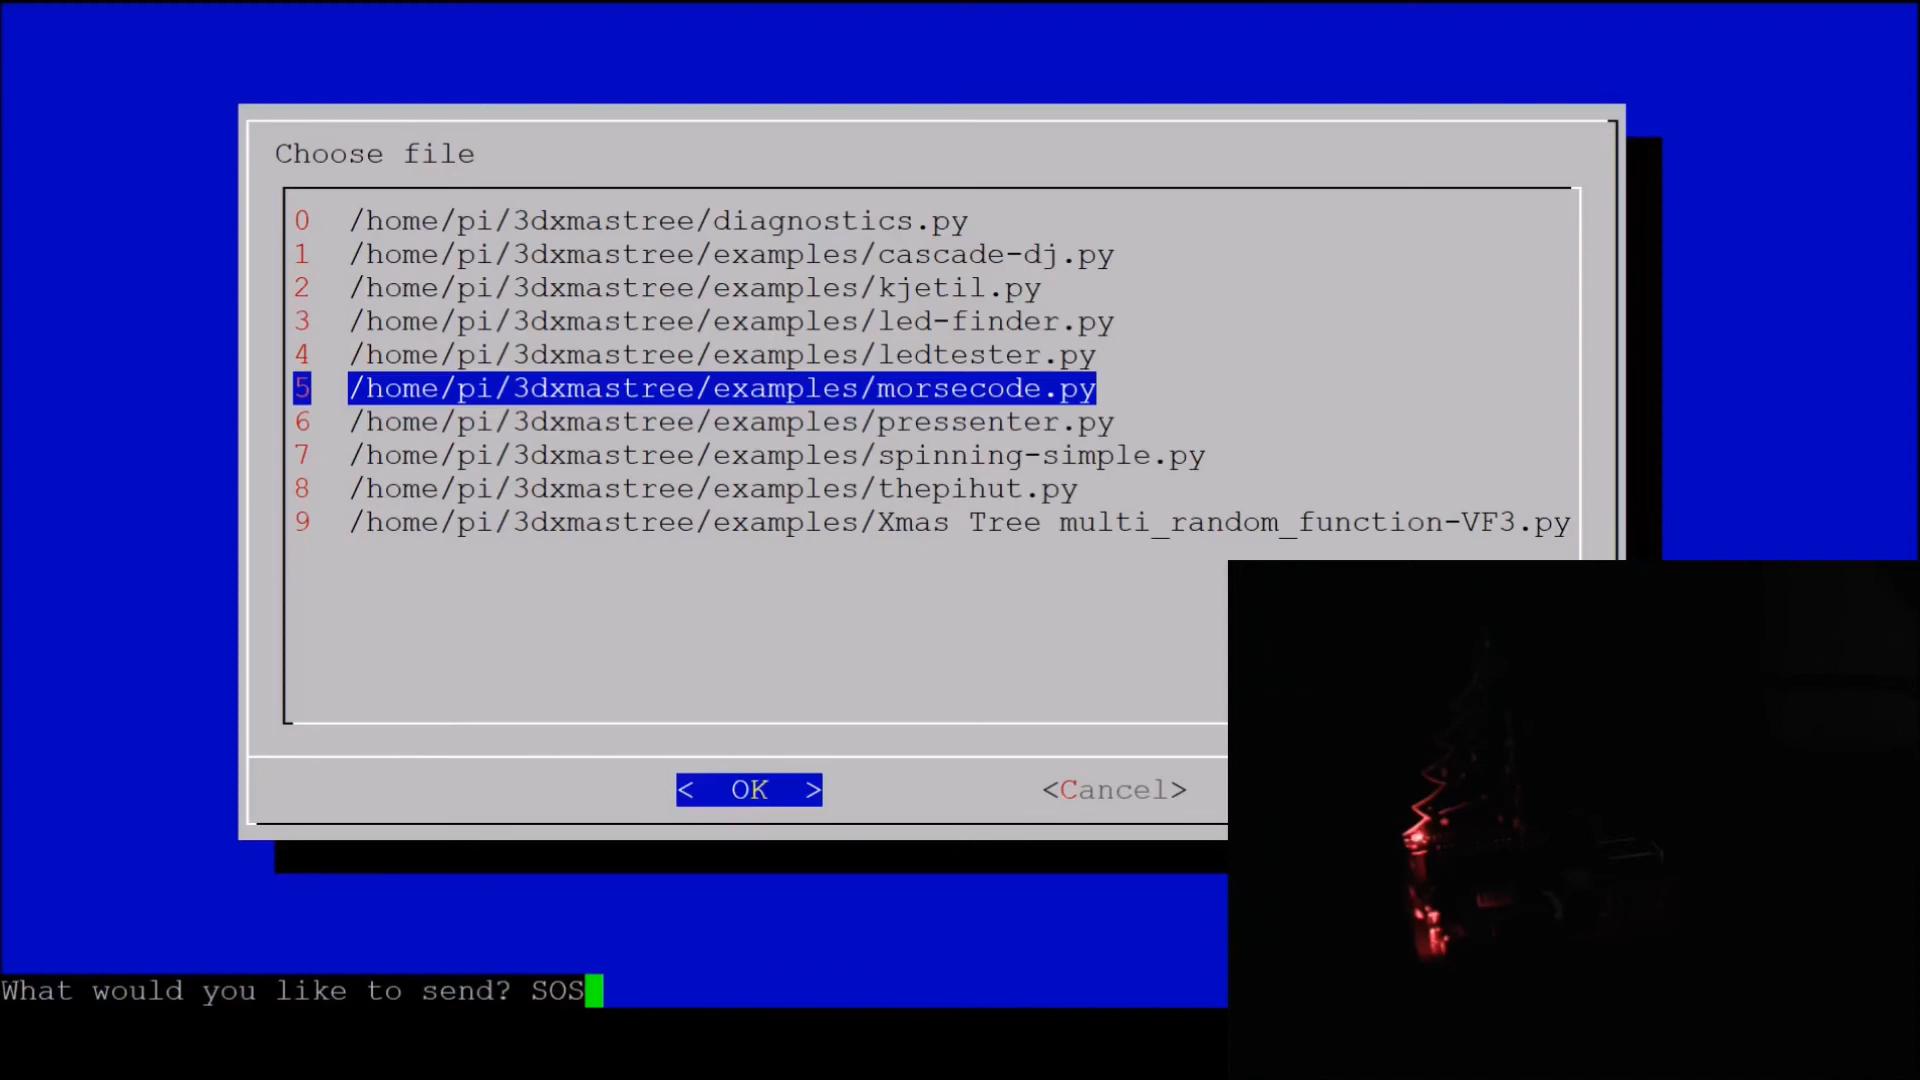 Choose file
0 /home/pi/3dxmastree/diagnostics.py
1 /home/pi/3dxmastree/examples/cascade-dj.py
2 /home/pi/3dxmastree/examples/kjetil.py
3 /home/pi/3dxmastree/examples/led-finder.py
4 /home/pi/3dxmastree/examples/ledtester.py
5 /home/pi/3dxmastree/examples/morsecode.py
6 /home/pi/3dxmastree/examples/pressenter.py
7 /home/pi/3dxmastree/examples/spinning-simple.py
8 /home/pi/3dxmastree/examples/thepihut.py
9 /home/pi/3dxmastree/examples/Xmas Tree multi_random_function-VF3.py
< OK > <Cancel>
What would you like to send? SOS